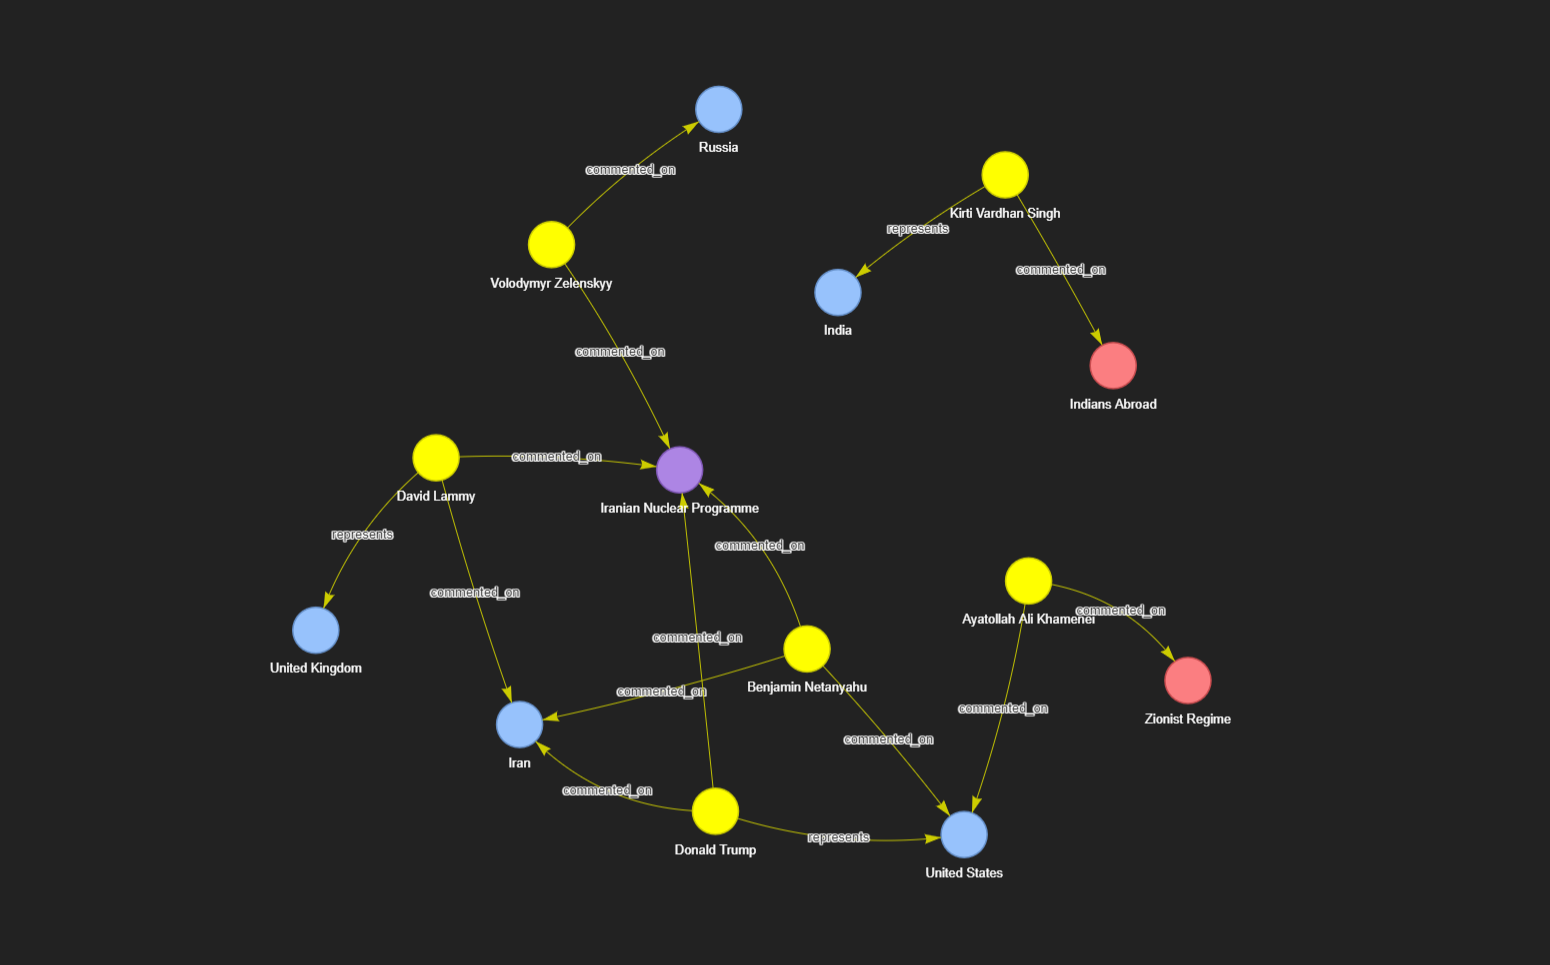 Russia
commented_on
Kirti Vardhan Singh
represents
commented_on
Volodymyr Zelenskyy
India
commented_on
Indians Abroad
commented_on
David Lammy
Iranian Nuclear Programme
represents
commented_on
commented_on
commented_on
Ayatollah Ali Khamenei
commented_on
United Kingdom
commented_on
Benjamin Netanyahu
commented_on
commented_on
Zionist Regime
commented_on
Iran
commented_on
represents
Donald Trump
United States